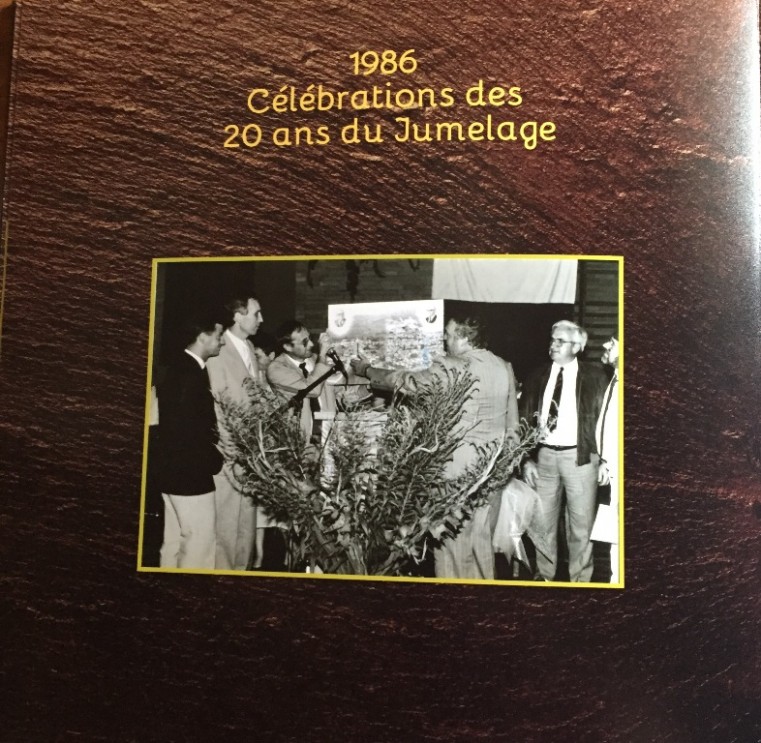 1986
Célébrations des
20 ans du Jumelage